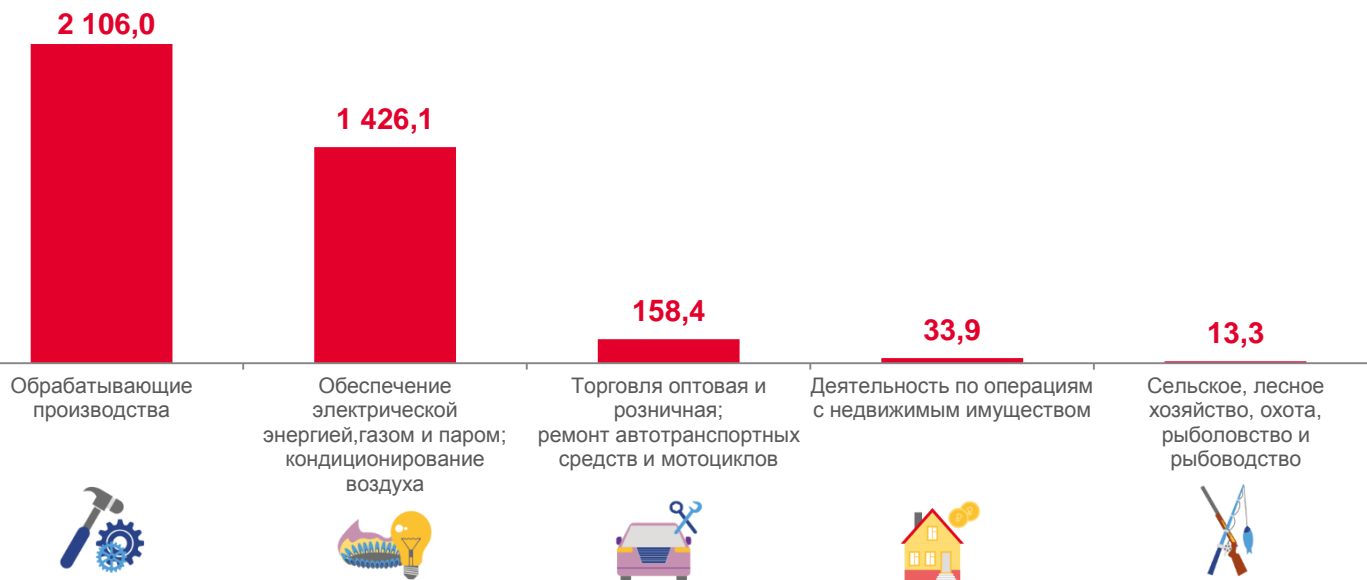 2 106,0
1 426,1
158,4
33,9
13,3
Обрабатывающие
производства
Обеспечение
электрической
энергией,газом и паром;
кондиционирование
воздуха
Торговля оптовая и
розничная;
ремонт автотранспортных
средств и мотоциклов
Деятельность по операциям
с недвижимым имуществом
Сельское, лесное
хозяйство, охота,
рыболовство и
рыбоводство